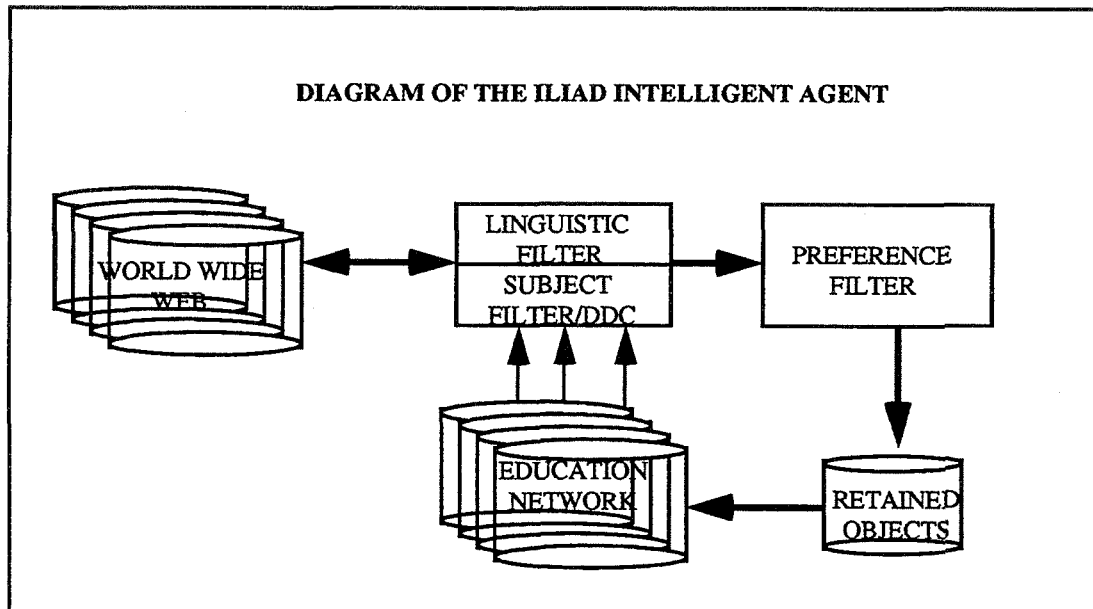 DIAGRAM OF THE ILIAD INTELLIGENT AGENT
WORLD WIDE
WEB
LINGUISTIC
FILTER
SUBJECT
FILTER/DDC
PREFERENCE
FILTER
EDUCATION
NETWORK
RETAINED
OBJECTS